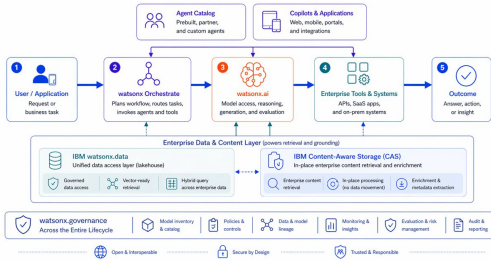 Agent Catalog
Prebuilt, partner,
and custom agents
Copilots & Applications
Web, mobile, portals,
and integrations
1
User / Application
Request or
business task
2
watsonx Orchestrate
Plans workflow, routes tasks,
invokes agents and tools
3
watsonx.ai
Model access, reasoning,
generation, and evaluation
4
Enterprise Tools & Systems
APIs, SaaS apps,
and on-prem systems
5
Outcome
Answer, action,
or insight
Enterprise Data & Content Layer (powers retrieval and grounding)
IBM watsonx.data
Unified data access layer (lakehouse)
Governed
data access
Vector-ready
retrieval
Hybrid query
across enterprise data
IBM Content-Aware Storage (CAS)
In-place enterprise content retrieval and enrichment
Enterprise content
retrieval
In-place processing
(no data movement)
Enrichment &
metadata extraction
watsonx.governance
Across the Entire Lifecycle
Model inventory
& catalog
Policies &
controls
Data & model
lineage
Monitoring &
insights
Evaluation & risk
management
Audit &
reporting
Open & Interoperable
Secure by Design
Trusted & Responsible